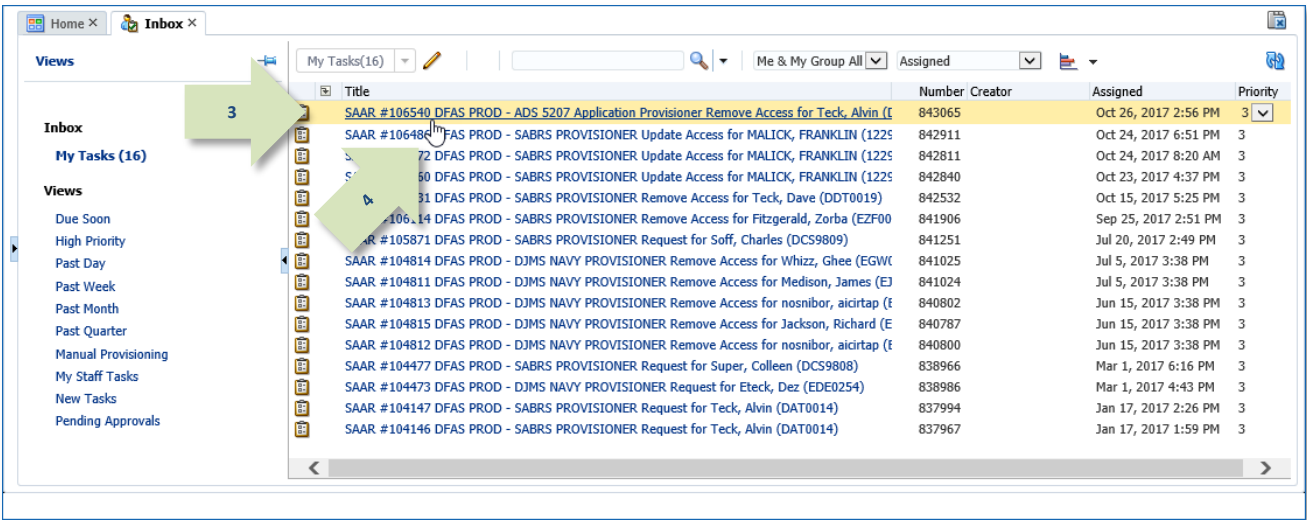 Home
Inbox
Views
My Tasks(16)
Me & My Group All
Assigned
Title
Number
Creator
Assigned
Priority
3
SAAR #106540 DFAS PROD - ADS 5207 Application Provisioner Remove Access for Teck, Alvin (D
843065
Oct 26, 2017 2:56 PM
3
Inbox
SAAR #10648 DFAS PROD - SABRS PROVISIONER Update Access for MALICK, FRANKLIN (1229
842911
Oct 24, 2017 6:51 PM
3
My Tasks (16)
72 DFAS PROD - SABRS PROVISIONER Update Access for MALICK, FRANKLIN (1229
842811
Oct 24, 2017 8:20 AM
3
60 DFAS PROD - SABRS PROVISIONER Update Access for MALICK, FRANKLIN (1229
842840
Oct 23, 2017 4:37 PM
3
Views
4
31 DFAS PROD - SABRS PROVISIONER Remove Access for Teck, Dave (DDT0019)
842532
Oct 15, 2017 5:25 PM
3
Due Soon
14 DFAS PROD - SABRS PROVISIONER Remove Access for Fitzgerald, Zorba (EZF00
841906
Sep 25, 2017 2:51 PM
3
High Priority
#105871 DFAS PROD - SABRS PROVISIONER Request for Soff, Charles (DCS9809)
841251
Jul 20, 2017 2:49 PM
3
Past Day
SAAR #104814 DFAS PROD - DJMS NAVY PROVISIONER Remove Access for Whizz, Ghee (EGW0
841025
Jul 5, 2017 3:38 PM
3
Past Week
SAAR #104811 DFAS PROD - DJMS NAVY PROVISIONER Remove Access for Medison, James (EJ
841024
Jul 5, 2017 3:38 PM
3
Past Month
SAAR #104813 DFAS PROD - DJMS NAVY PROVISIONER Remove Access for nosnibor, aicirtap (E
840802
Jun 15, 2017 3:38 PM
3
Past Quarter
SAAR #104815 DFAS PROD - DJMS NAVY PROVISIONER Remove Access for Jackson, Richard (E
840787
Jun 15, 2017 3:38 PM
3
Manual Provisioning
SAAR #104812 DFAS PROD - DJMS NAVY PROVISIONER Remove Access for nosnibor, aicirtap (E
840800
Jun 15, 2017 3:38 PM
3
My Staff Tasks
SAAR #104477 DFAS PROD - SABRS PROVISIONER Request for Super, Colleen (DCS9808)
838966
Mar 1, 2017 6:16 PM
3
New Tasks
SAAR #104473 DFAS PROD - DJMS NAVY PROVISIONER Request for Eteck, Dez (EDE0254)
838986
Mar 1, 2017 4:43 PM
3
Pending Approvals
SAAR #104147 DFAS PROD - SABRS PROVISIONER Request for Teck, Alvin (DAT0014)
837994
Jan 17, 2017 2:26 PM
3
SAAR #104146 DFAS PROD - SABRS PROVISIONER Request for Teck, Alvin (DAT0014)
837967
Jan 17, 2017 1:59 PM
3